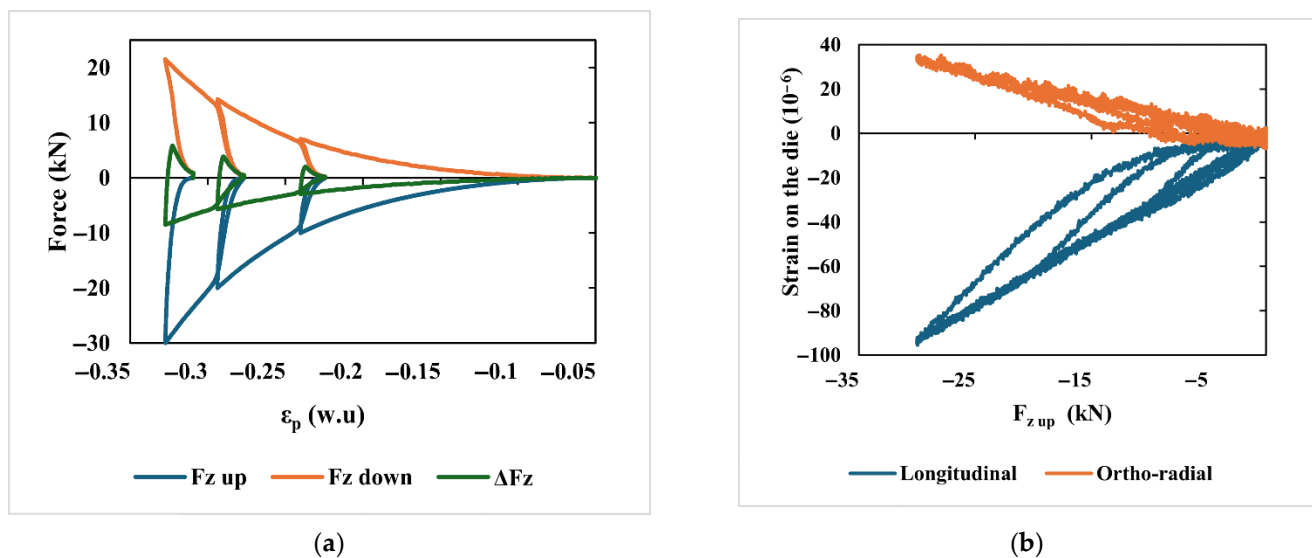 20
10
0
−10
−20
−30
Force (kN)
−0.35 −0.3 −0.25 −0.2 −0.15 −0.1 −0.05
εp (w.u)
Fz up Fz down ΔFz
(a)
40
20
0
−20
−40
−60
−80
−100
Strain on the die (10⁻⁶)
−35 −25 −15 −5
Fz up (kN)
Longitudinal Ortho-radial
(b)